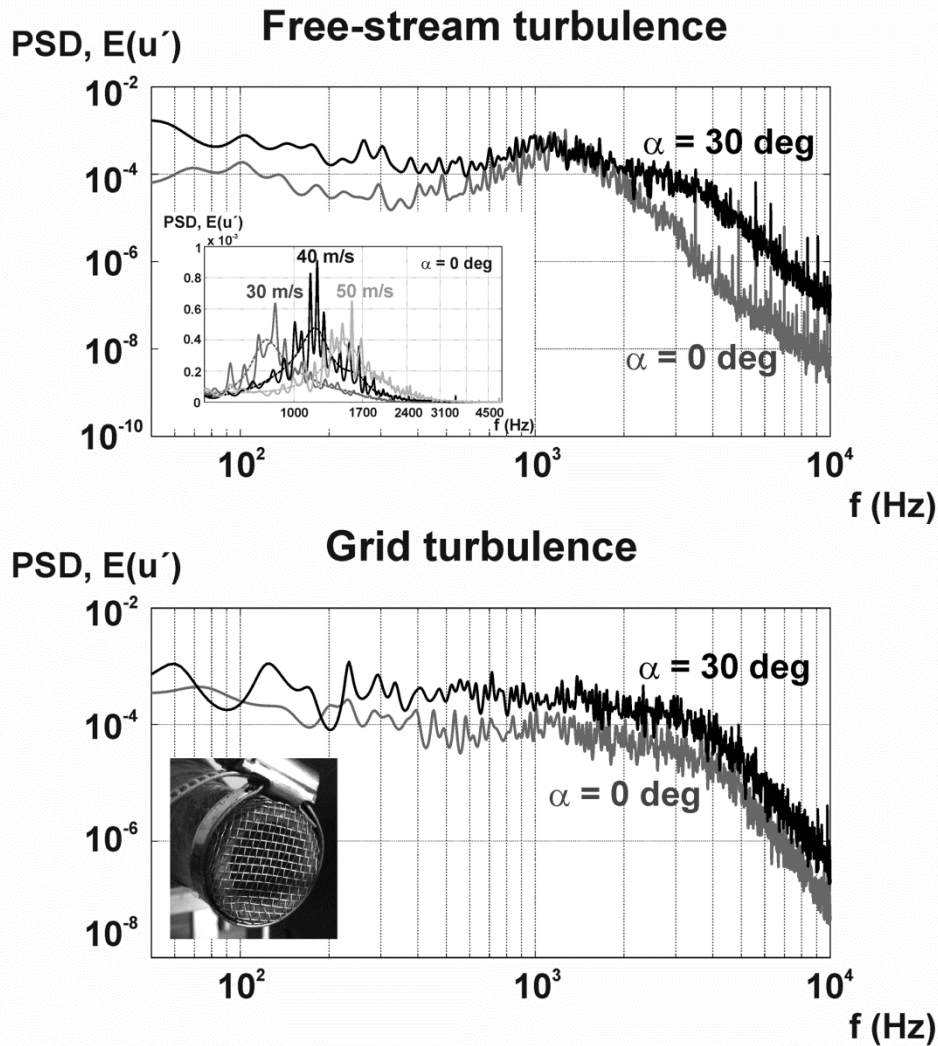 Free-stream turbulence
PSD, E(u´)
10⁻²
10⁻⁴
10⁻⁶
10⁻⁸
10⁻¹⁰
α = 30 deg
α = 0 deg
PSD, E(u´)
x 10⁻³
1
0.8
0.6
0.4
0.2
0
40 m/s
α = 0 deg
30 m/s
50 m/s
1000 1700 2400 3100 4500
f (Hz)
10² 10³ 10⁴
f (Hz)
Grid turbulence
PSD, E(u´)
10⁻²
10⁻⁴
10⁻⁶
10⁻⁸
α = 30 deg
α = 0 deg
10² 10³ 10⁴
f (Hz)